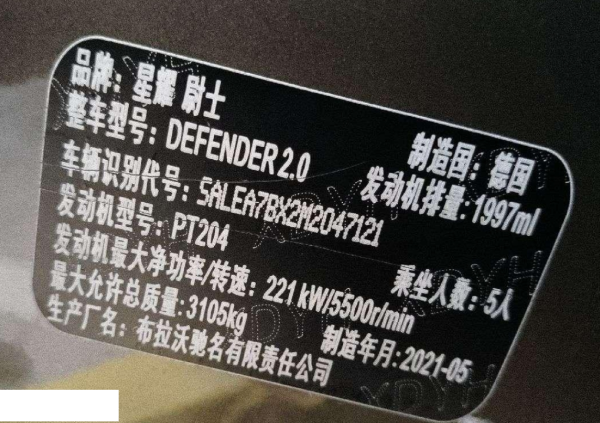 品牌：星耀 尉士
整车型号：DEFENDER 2.0 制造国：德国
车辆识别代号：SALEA7BX2M2047121 发动机排量：1997ml
发动机型号：PT204 乘坐人数：5人
发动机最大净功率/转速：221 kW/5500r/min
最大允许总质量：3105kg 制造年月：2021-05
生产厂名：布拉沃驰名有限责任公司
XDYH